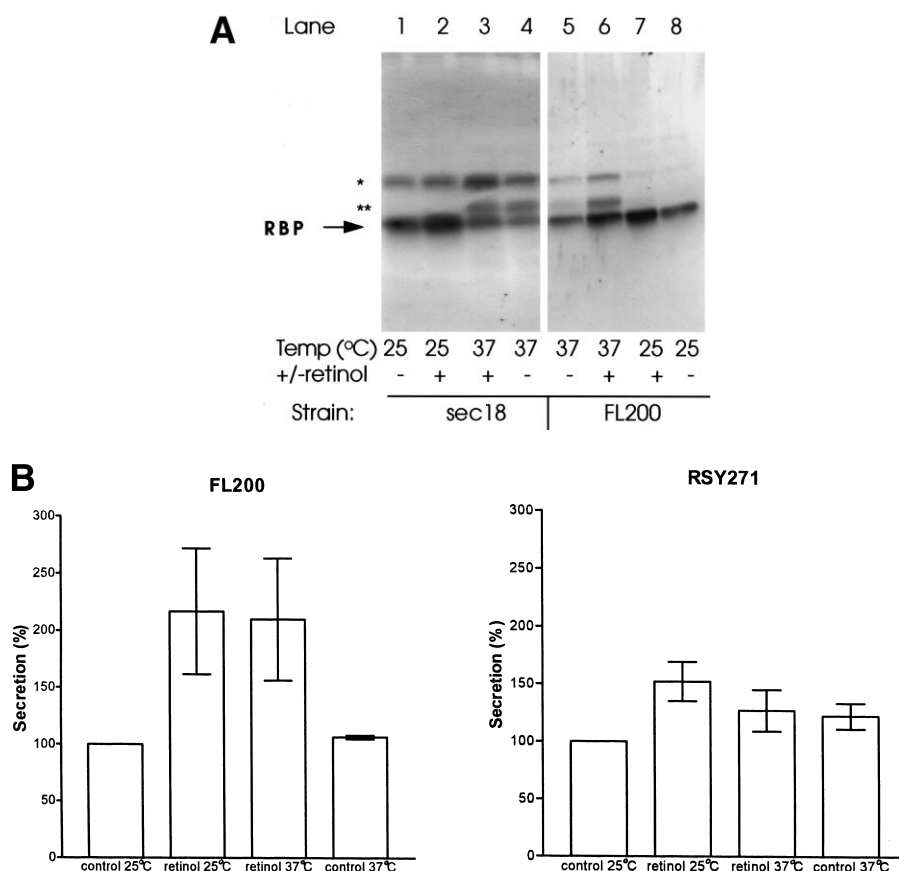 A
Lane 1 2 3 4 5 6 7 8
*
**
RBP
Temp (°C) 25 25 37 37 37 37 25 25
+/-retinol - + + - - + + -
Strain: sec18 FL200
B
FL200
Secretion (%)
300
250
200
150
100
50
0
control 25°C retinol 25°C retinol 37°C control 37°C
RSY271
Secretion (%)
300
250
200
150
100
50
0
control 25°C retinol 25°C retinol 37°C control 37°C